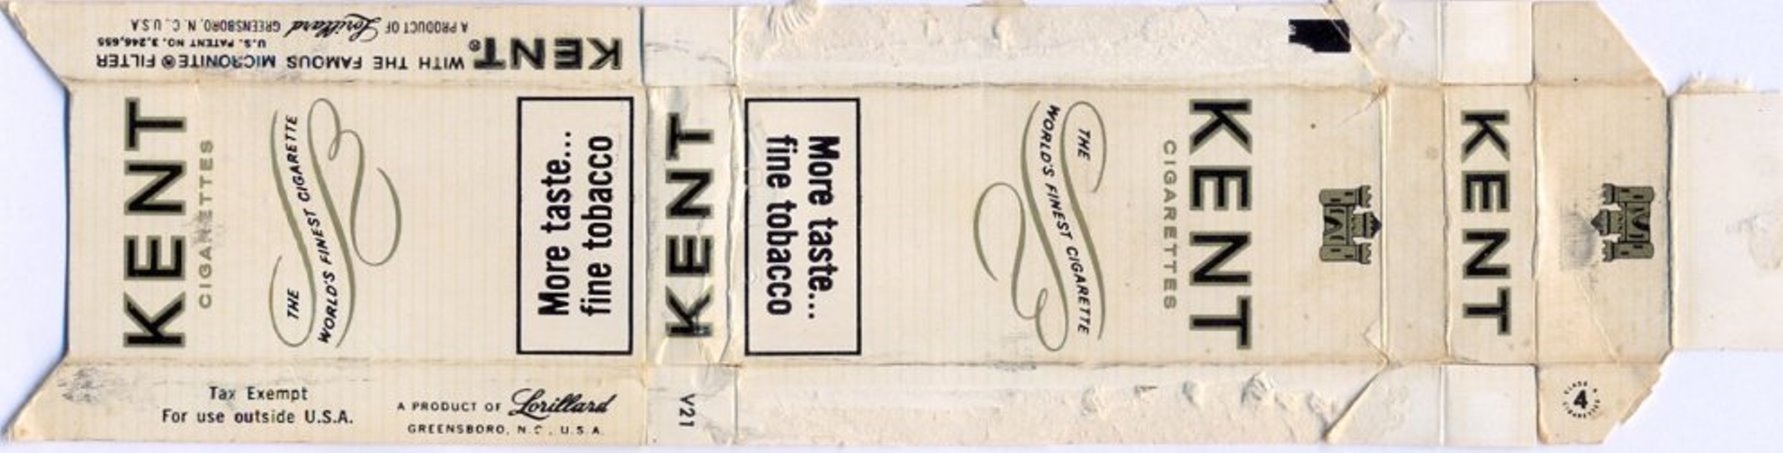 KENT® WITH THE FAMOUS MICRONITE® FILTER
U.S. PATENT NO. 3,246,655
A PRODUCT OF Lorillard GREENSBORO, N.C., U.S.A
KENT
CIGARETTES
THE
WORLD'S FINEST CIGARETTE
More taste...
fine tobacco
KENT
More taste...
fine tobacco
THE
WORLD'S FINEST CIGARETTE
CIGARETTES
KENT
KENT
Tax Exempt
For use outside U.S.A.
A PRODUCT OF Lorillard
GREENSBORO, N.C., U.S.A.
V21
CLASS A
4
CIGARETTES